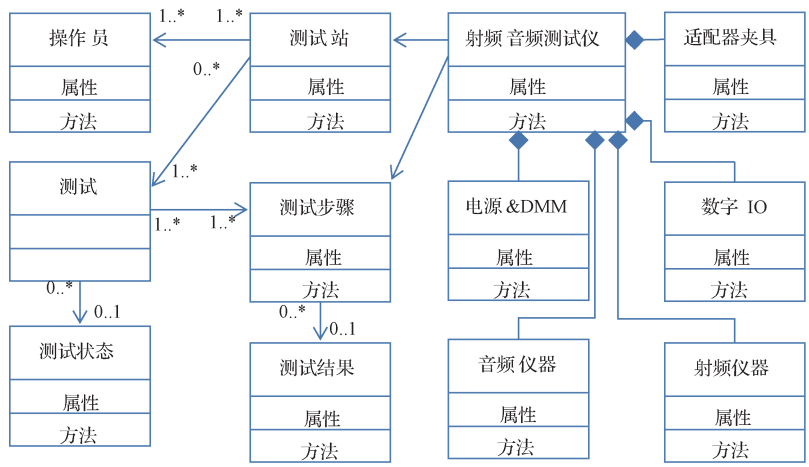 1..*
1..*
操作 员
属性
方法
测试 站
属性
方法
射频 音频测试仪
属性
方法
适配器夹具
属性
方法
0..*
1..*
测试
1..*
1..*
测试步骤
属性
方法
电源 &DMM
属性
方法
数字 IO
属性
方法
0..*
0..1
0..*
0..1
测试状态
属性
方法
测试结果
属性
方法
音频 仪器
属性
方法
射频仪器
属性
方法